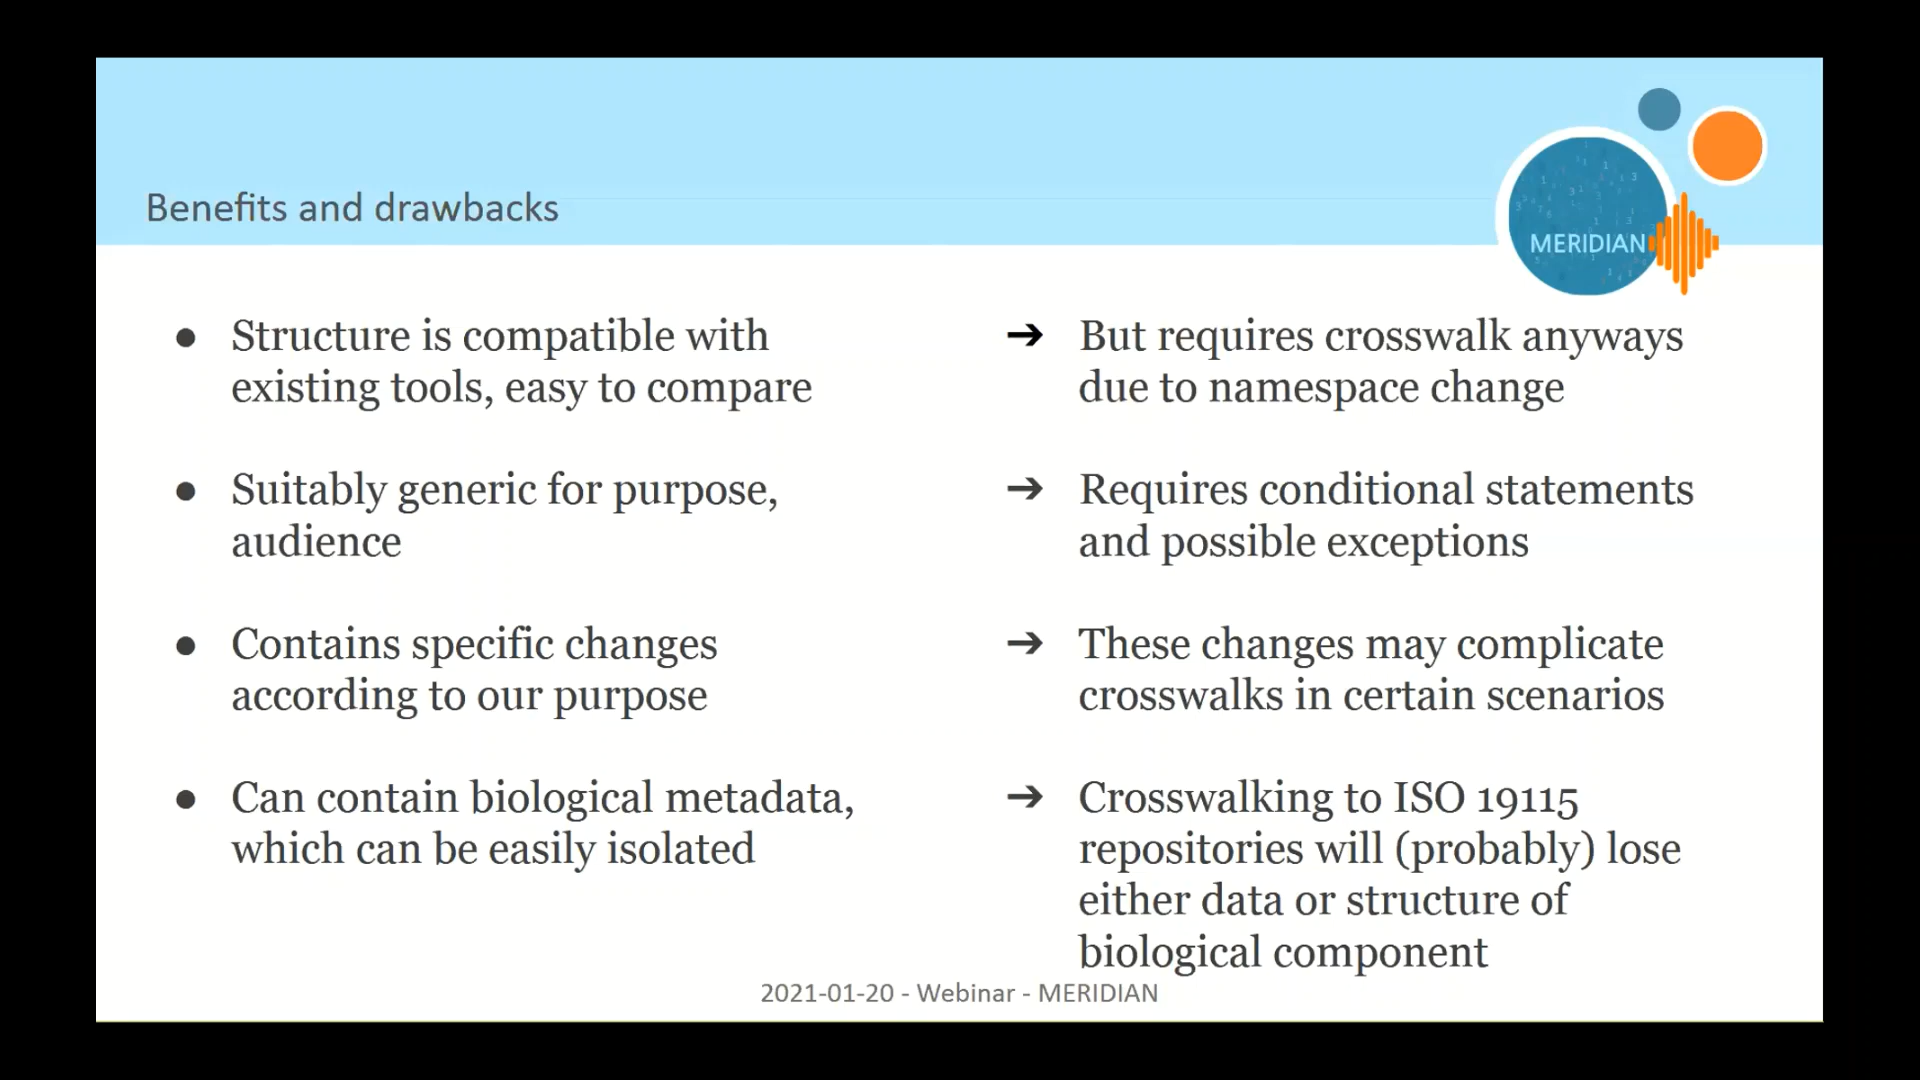 MERIDIAN
Benefits and drawbacks
● Structure is compatible with
existing tools, easy to compare
● Suitably generic for purpose,
audience
● Contains specific changes
according to our purpose
● Can contain biological metadata,
which can be easily isolated
➔ But requires crosswalk anyways
due to namespace change
➔ Requires conditional statements
and possible exceptions
➔ These changes may complicate
crosswalks in certain scenarios
➔ Crosswalking to ISO 19115
repositories will (probably) lose
either data or structure of
biological component
2021-01-20 - Webinar - MERIDIAN